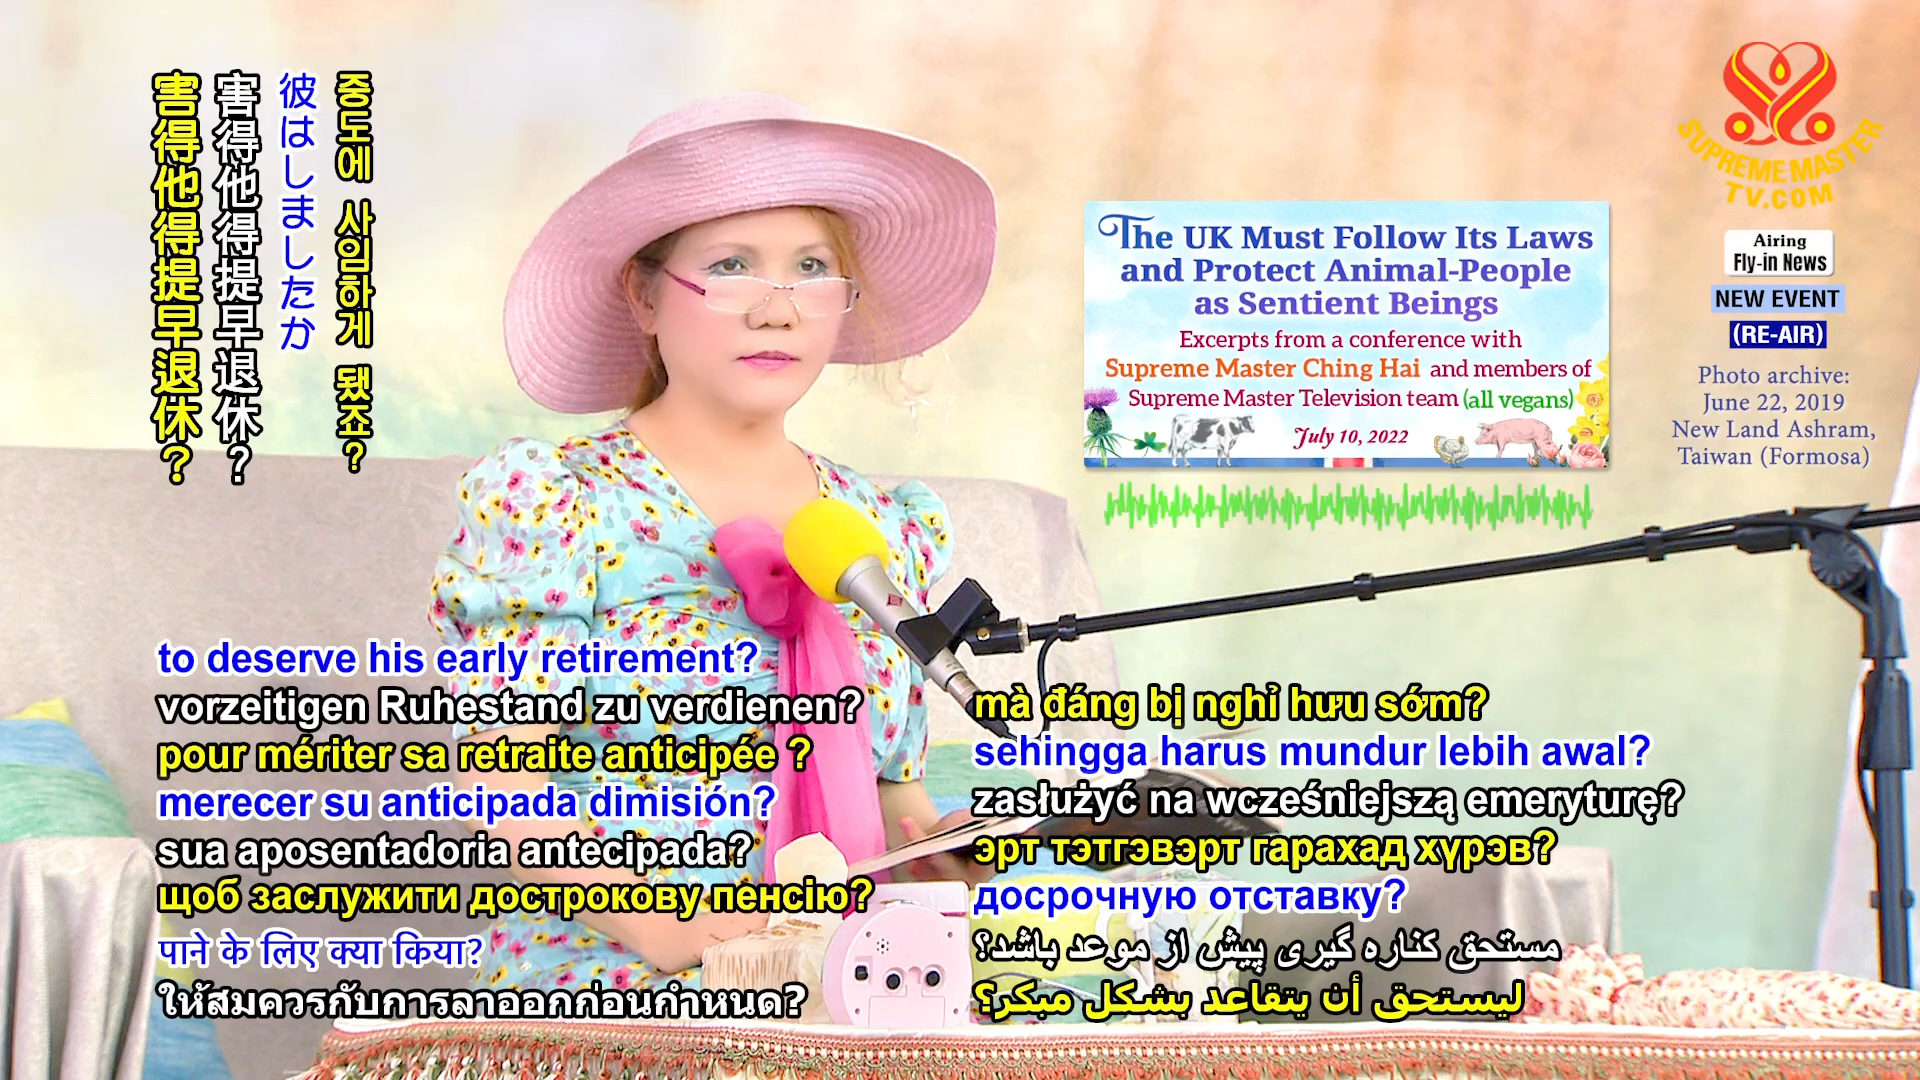 害得他得提早退休？
害得他得提早退休？
彼はしましたか
중도에 사임하게 됐죠?
SUPREME MASTER
TV.COM
The UK Must Follow Its Laws
and Protect Animal-People
as Sentient Beings
Excerpts from a conference with
Supreme Master Ching Hai and members of
Supreme Master Television team (all vegans)
July 10, 2022
Airing
Fly-in News
NEW EVENT
(RE-AIR)
Photo archive:
June 22, 2019
New Land Ashram,
Taiwan (Formosa)
to deserve his early retirement?
vorzeitigen Ruhestand zu verdienen?
pour mériter sa retraite anticipée ?
merecer su anticipada dimisión?
sua aposentadoria antecipada?
щоб заслужити дострокову пенсію?
पाने के लिए क्या किया?
ให้สมควรกับการลาออกก่อนกำหนด?
mà đáng bị nghỉ hưu sớm?
sehingga harus mundur lebih awal?
zasłużyć na wcześniejszą emeryturę?
эрт тэтгэвэрт гарахад хүрэв?
досрочную отставку?
مستحق کناره گیری پیش از موعد باشد؟
ليستحق أن يتقاعد بشكل مبكر؟